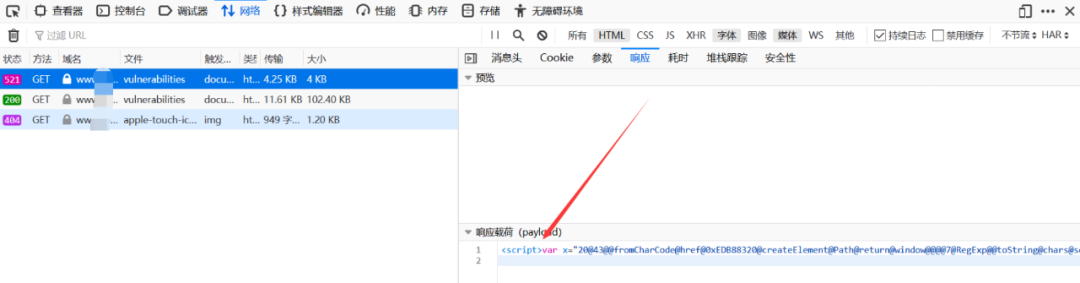 查看器 控制台 调试器 网络 样式编辑器 性能 内存 存储 无障碍环境
过滤 URL
所有 HTML CSS JS XHR 字体 图像 媒体 WS 其他 持续日志 禁用缓存 不节流 HAR
状态 方法 域名 文件 触发... 类型 传输 大小
消息头 Cookie 参数 响应 耗时 堆栈跟踪 安全性
521 GET vulnerabilities docu... ht... 4.25 KB 4 KB
200 GET vulnerabilities docu... ht... 11.61 KB 102.40 KB
404 GET apple-touch-ic... img ht... 949 字... 1.20 KB
预览
响应载荷 (payload)
1 <script>var x="20@43@@fromCharCode@href@0xEDB88320@createElement@Path@return@window@@@@7@RegExp@@toString@chars@s
2